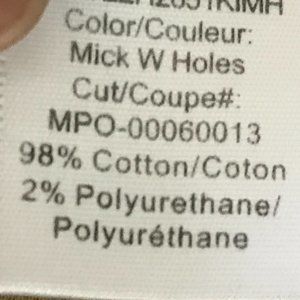 Color/Couleur:
Mick W Holes
Cut/Coupe#:
MPO-00060013
98% Cotton/Coton
2% Polyurethane/
Polyuréthane